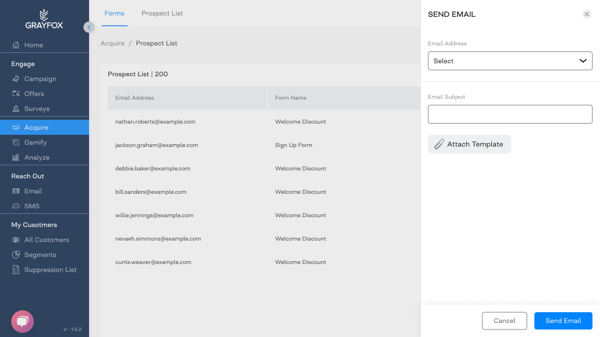 GRAYFOX
Home
Engage
Campaign
Offers
Surveys
Acquire
Gamify
Analyze
Reach Out
Email
SMS
My Cusotmers
All Customers
Segments
Suppression List
V - 1.5.2
Forms Prospect List
Acquire / Prospect List
Prospect List | 200
Email Address Form Name
nathan.roberts@example.com Welcome Discount
jackson.graham@example.com Sign Up Form
debbie.baker@example.com Welcome Discount
bill.sanders@example.com Welcome Discount
willie.jennings@example.com Welcome Discount
nevaeh.simmons@example.com Welcome Discount
curtis.weaver@example.com Welcome Discount
SEND EMAIL
Email Address
Select
Email Subject
Attach Template
Cancel Send Email